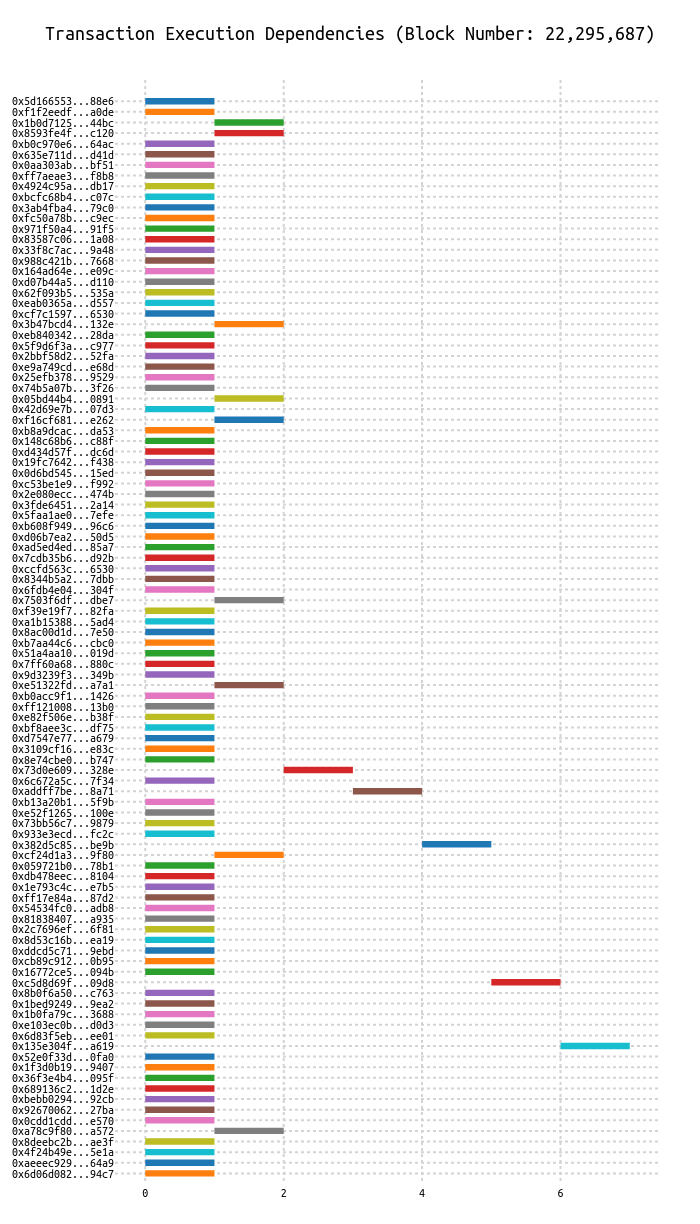 Transaction Execution Dependencies (Block Number: 22,295,687)
0x5d166553...88e6
0xf1f2eedf...a0de
0x1b0d7125...44bc
0x8593fe4f...c120
0xb0c970e6...64ac
0x635e711d...d41d
0x0aa303ab...bf51
0xff7aeae3...f8b8
0x4924c95a...db17
0xbcfc68b4...c07c
0x3ab4fba4...79c0
0xfc50a78b...c9ec
0x971f50a4...91f5
0x83587c06...1a08
0x33f8c7ac...9a48
0x988c421b...7668
0x164ad64e...e09c
0xd07b44a5...d110
0x62f093b5...535a
0xeab0365a...d557
0xcf7c1597...6530
0x3b47bcd4...132e
0xeb840342...28da
0x5f9d6f3a...c977
0x2bbf58d2...52fa
0xe9a749cd...e68d
0x25efb378...9529
0x74b5a07b...3f26
0x05bd44b4...0891
0x42d69e7b...07d3
0xf16cf681...e262
0xb8a9dcac...da53
0x148c68b6...c88f
0xd434d57f...dc6d
0x19fc7642...f438
0x0d6bd545...15ed
0xc53be1e9...f992
0x2e080ecc...474b
0x3fde6451...2a14
0x5faa1ae0...7efe
0xb608f949...96c6
0xd06b7ea2...50d5
0xad5ed4ed...85a7
0x7cdb35b6...d92b
0xccfd563c...6530
0x8344b5a2...7dbb
0x6fdb4e04...304f
0x7503f6df...dbe7
0xf39e19f7...82fa
0xa1b15388...5ad4
0x8ac00d1d...7e50
0xb7aa44c6...cbc0
0x51a4aa10...019d
0x7ff60a68...880c
0x9d3239f3...349b
0xe51322fd...a7a1
0xb0acc9f1...1426
0xff121008...13b0
0xe82f506e...b38f
0xbf8aee3c...df75
0xd7547e77...a679
0x3109cf16...e83c
0x8e74cbe0...b747
0x73d0e609...328e
0x6c672a5c...7f34
0xaddff7be...8a71
0xb13a20b1...5f9b
0xe52f1265...100e
0x73bb56c7...9879
0x933e3ecd...fc2c
0x382d5c85...be9b
0xcf24d1a3...9f80
0x059721b0...78b1
0xdb478eec...8104
0x1e793c4c...e7b5
0xff17e84a...87d2
0x54534fc0...adb8
0x81838407...a935
0x2c7696ef...6f81
0x8d53c16b...ea19
0xddcd5c71...9ebd
0xcb89c912...0b95
0x16772ce5...094b
0xc5d8d69f...09d8
0x8b0f6a50...c763
0x1bed9249...9ea2
0x1b0fa79c...3688
0xe103ec0b...d0d3
0x6d83f5eb...ee01
0x135e304f...a619
0x52e0f33d...0fa0
0x1f3d0b19...9407
0x36f3e4b4...095f
0x689136c2...1d2e
0xbebb0294...92cb
0x92670062...27ba
0x0cdd1cdd...e570
0xa78c9f80...a572
0x8deebc2b...ae3f
0x4f24b49e...5e1a
0xaeeec929...64a9
0x6d06d082...94c7
0 2 4 6